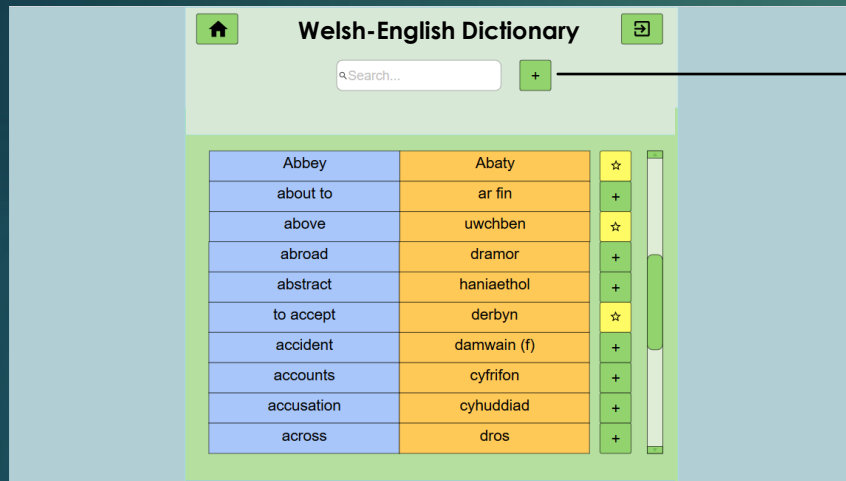 Welsh-English Dictionary
Search...
+
Abbey Abaty
about to ar fin +
above uwchben
abroad dramor +
abstract haniaethol +
to accept derbyn
accident damwain (f) +
accounts cyfrifon +
accusation cyhuddiad +
across dros +